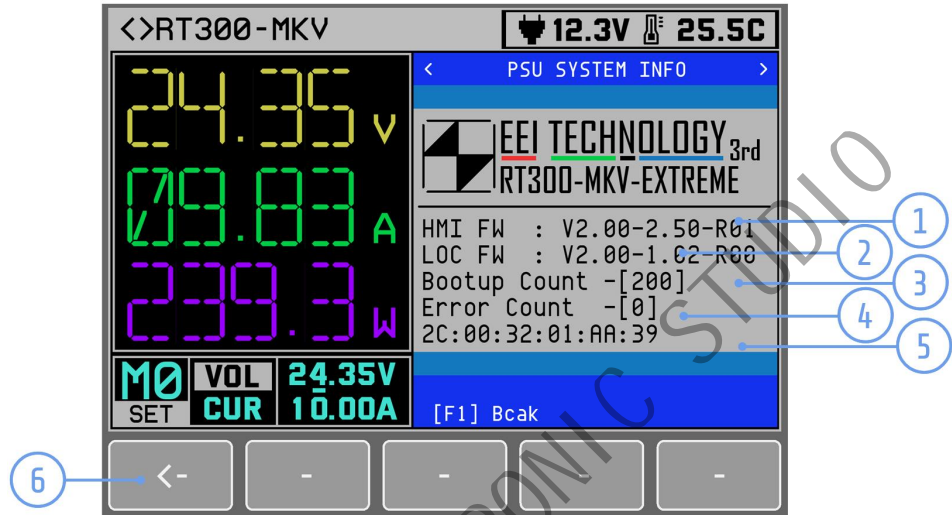 <>RT300-MKV
12.3V 25.5C
24.35 V
09.83 A
239.3 W
M0 SET
VOL 24.35V
CUR 10.00A
< PSU SYSTEM INFO >
EEI TECHNOLOGY 3rd
RT300-MKV-EXTREME
HMI FW : V2.00-2.50-R01
LOC FW : V2.00-1.02-R00
Bootup Count -[200]
Error Count -[0]
2C:00:32:01:AA:39
[F1] Bcak
<- - - - -
1
2
3
4
5
6
RONIC STUDIO